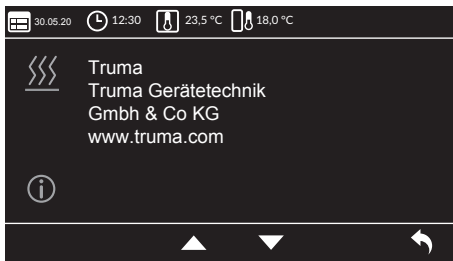 30.05.20 12:30 23,5 °C 18,0 °C
Truma
Truma Gerätetechnik
Gmbh & Co KG
www.truma.com